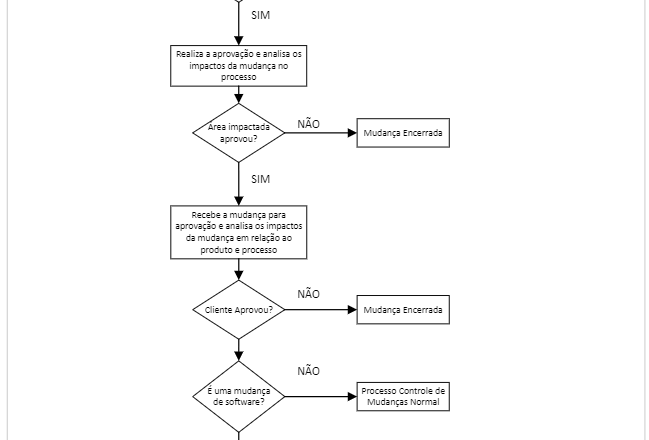 SIM
Realiza a aprovação e analisa os
impactos da mudança no
processo
Área impactada
aprovou?
NÃO
Mudança Encerrada
SIM
Recebe a mudança para
aprovação e analisa os impactos
da mudança em relação ao
produto e processo
Cliente Aprovou?
NÃO
Mudança Encerrada
É uma mudança
de software?
NÃO
Processo Controle de
Mudanças Normal